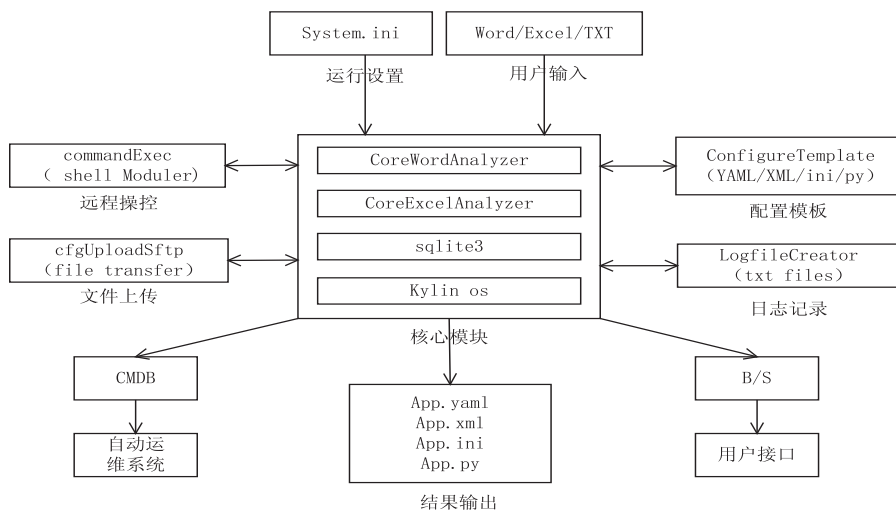 System.ini
Word/Excel/TXT
运行设置
用户输入
commandExec
( shell Moduler)
远程操控
CoreWordAnalyzer
CoreExcelAnalyzer
sqlite3
Kylin os
ConfigureTemplate
(YAML/XML/ini/py)
配置模板
cfgUploadSftp
(file transfer)
文件上传
LogfileCreator
(txt files)
日志记录
核心模块
CMDB
B/S
App.yaml
App.xml
App.ini
App.py
自动运
维系统
用户接口
结果输出